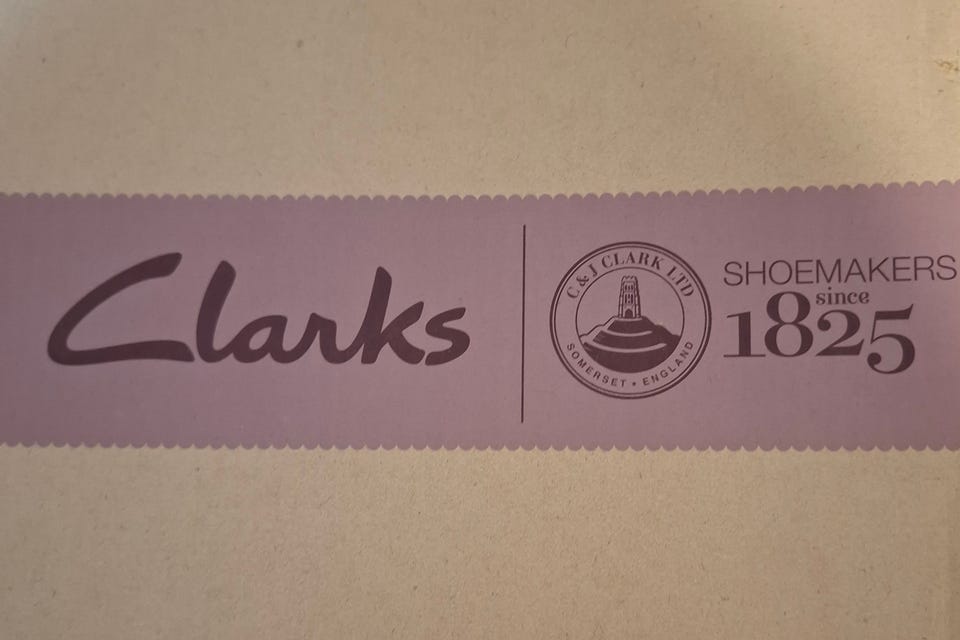 Clarks
C & J CLARK LTD
SOMERSET • ENGLAND
SHOEMAKERS
since
1825